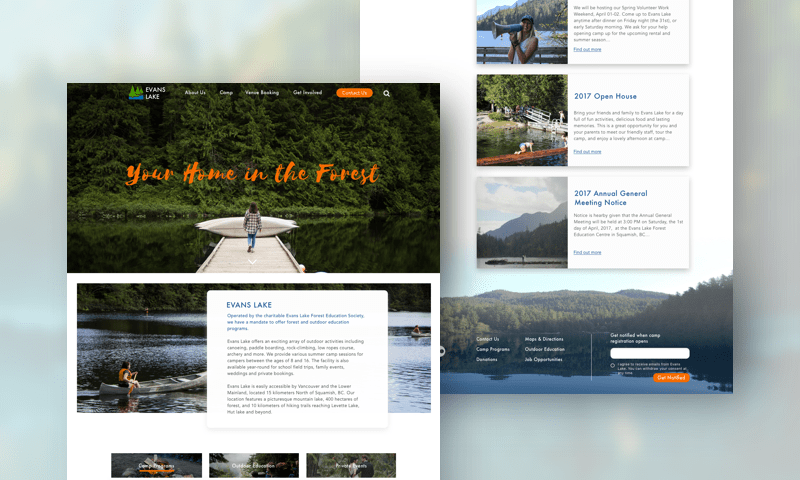 EVANS
LAKE
About Us
Camp
Venue Booking
Get Involved
Contact Us
Your Home in the Forest
EVANS LAKE
Operated by the charitable Evans Lake Forest Education Society,
we have a mandate to offer forest and outdoor education
programs.
Evans Lake offers an exciting array of outdoor activities including
canoeing, paddle boarding, rock-climbing, low ropes course,
archery and more. We provide various summer camp sessions for
campers between the ages of 8 and 16. The facility is also
available year-round for school field trips, family events,
weddings and private bookings.
Evans Lake is easily accessible by Vancouver and the Lower
Mainland, located 15 kilometers North of Squamish, BC. Our
location features a picturesque mountain lake, 400 hectares of
forest, and 10 kilometers of hiking trails reaching Levette Lake,
Hut lake and beyond.
Camp Programs
Outdoor Education
Private Events
We will be hosting our Spring Volunteer Work
Weekend, April 01-02. Come up to Evans Lake
anytime after dinner on Friday night (the 31st), or
early Saturday morning. We ask for your help
opening camp up for the upcoming rental and
summer season...
Find out more
2017 Open House
Bring your friends and family to Evans Lake for a day
full of fun activities, delicious food and lasting
memories. This is a great opportunity for you and
your parents to meet our friendly staff, tour the
camp, and enjoy a lovely afternoon at camp...
Find out more
2017 Annual General
Meeting Notice
Notice is hearby given that the Annual General
Meeting will be held at 3:00 PM on Saturday, the 1st
day of April, 2017. at the Evans Lake Forest
Education Centre in Squamish, BC...
Find out more
Contact Us
Camp Programs
Donations
Maps & Directions
Outdoor Education
Job Opportunities
Get notified when camp
registration opens
I agree to receive emails from Evans
Lake. You can withdraw your consent at
any time.
Get Notified